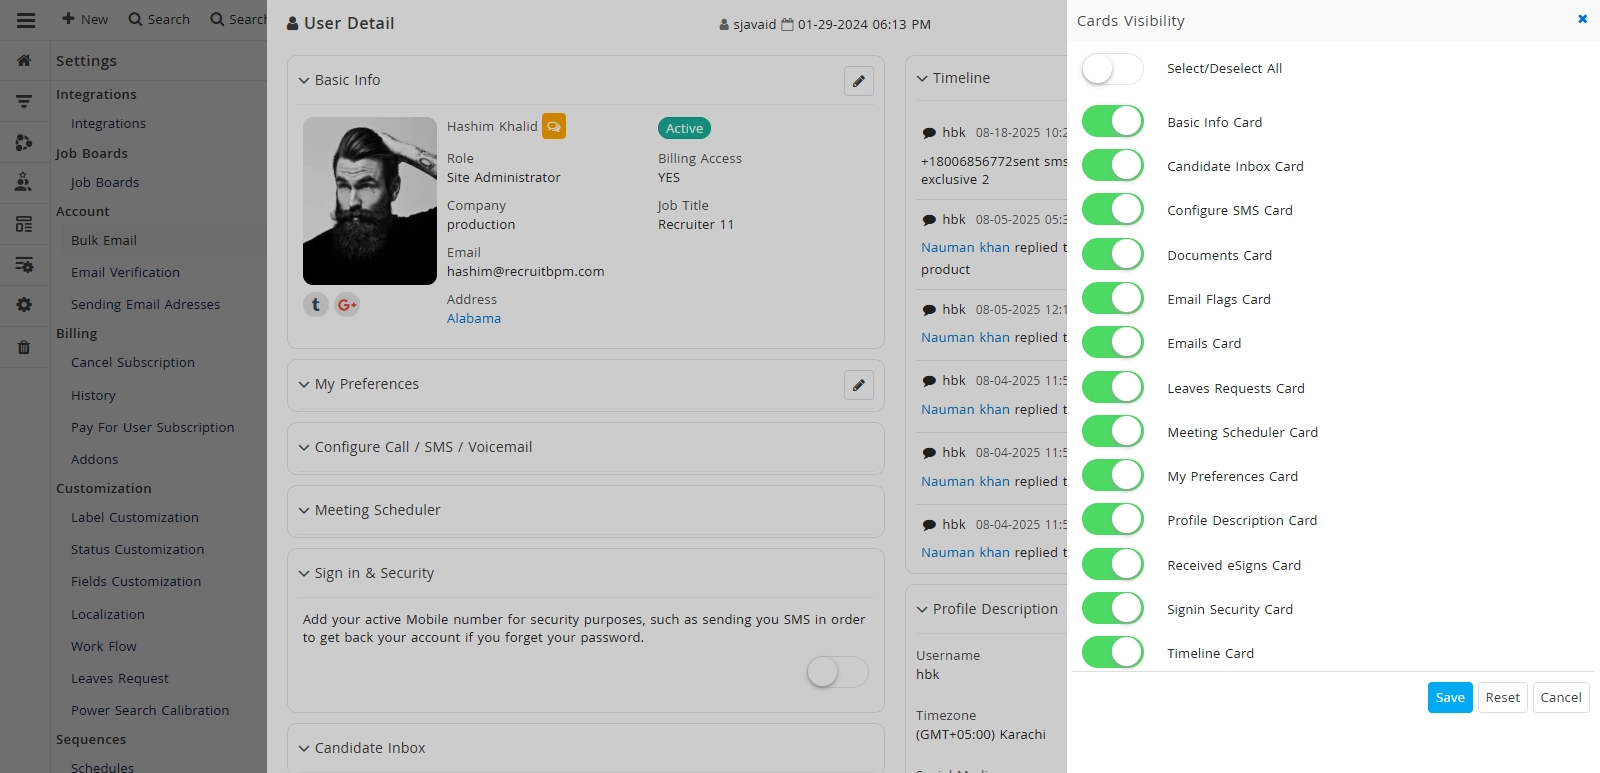 New
Search
Search
Settings
Integrations
Integrations
Job Boards
Job Boards
Account
Bulk Email
Email Verification
Sending Email Adresses
Billing
Cancel Subscription
History
Pay For User Subscription
Addons
Customization
Label Customization
Status Customization
Fields Customization
Localization
Work Flow
Leaves Request
Power Search Calibration
Sequences
Schedules
User Detail
sjavaid 01-29-2024 06:13 PM
Basic Info
Hashim Khalid
Active
Role
Site Administrator
Billing Access
YES
Company
production
Job Title
Recruiter 11
Email
hashim@recruitbpm.com
Address
Alabama
t
G+
My Preferences
Configure Call / SMS / Voicemail
Meeting Scheduler
Sign in & Security
Add your active Mobile number for security purposes, such as sending you SMS in order
to get back your account if you forget your password.
Candidate Inbox
Timeline
hbk 08-18-2025 10:2
+18006856772sent sms
exclusive 2
hbk 08-05-2025 05:3
Nauman khan replied t
product
hbk 08-05-2025 12:1
Nauman khan replied t
hbk 08-04-2025 11:5
Nauman khan replied t
hbk 08-04-2025 11:5
Nauman khan replied t
hbk 08-04-2025 11:5
Nauman khan replied t
Profile Description
Username
hbk
Timezone
(GMT+05:00) Karachi
Cards Visibility
Select/Deselect All
Basic Info Card
Candidate Inbox Card
Configure SMS Card
Documents Card
Email Flags Card
Emails Card
Leaves Requests Card
Meeting Scheduler Card
My Preferences Card
Profile Description Card
Received eSigns Card
Signin Security Card
Timeline Card
Save
Reset
Cancel